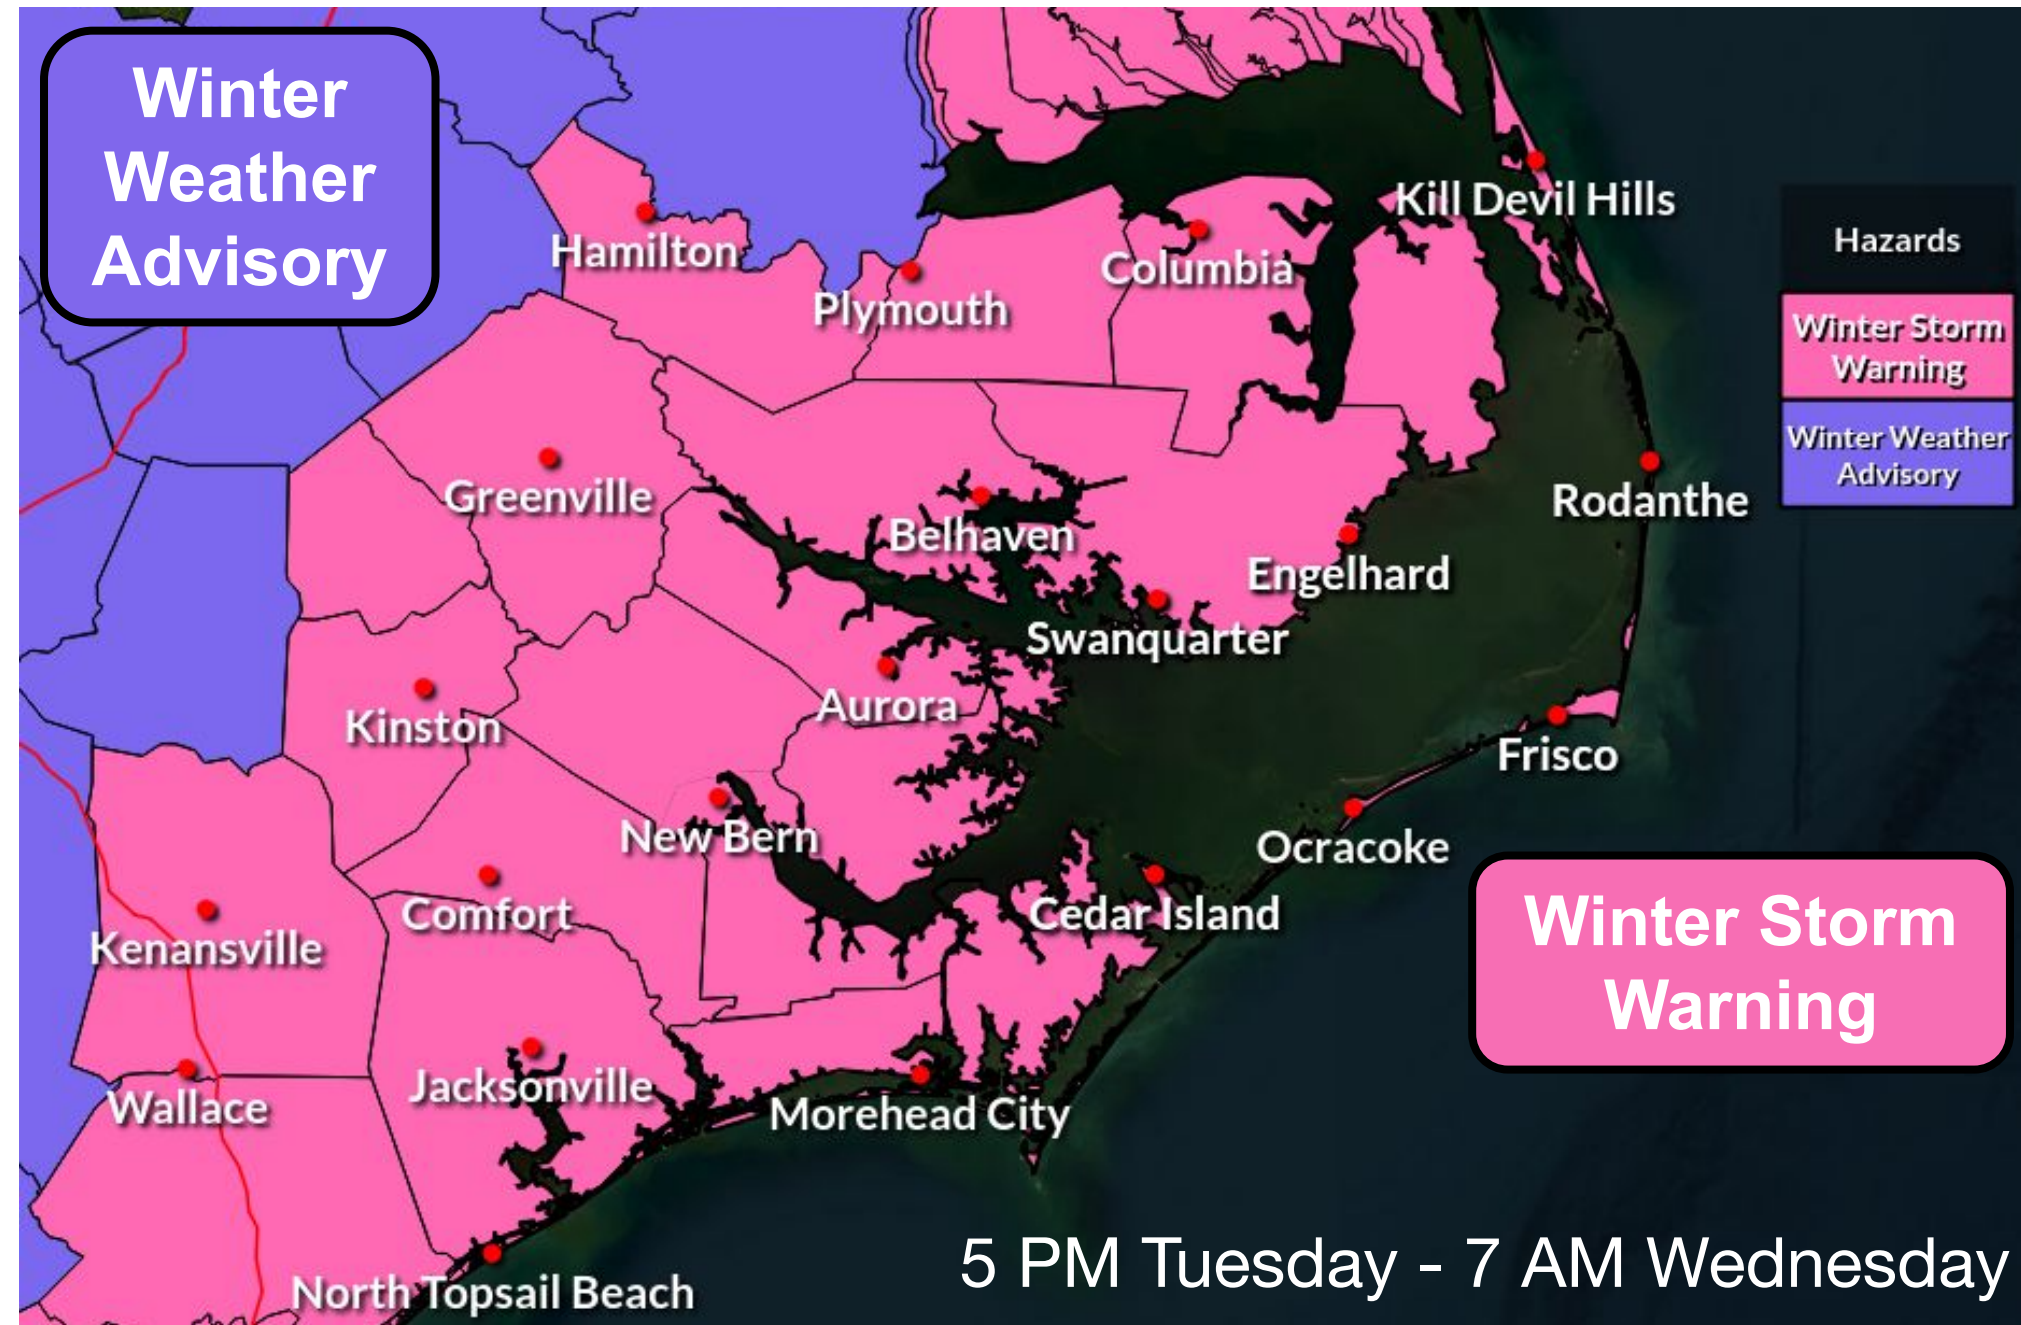 Winter
Weather
Advisory
Kill Devil Hills
Hazards
Hamilton
Columbia
Plymouth
Winter Storm
Warning
Winter Weather
Advisory
Greenville
Rodanthe
Belhaven
Engelhard
Swanquarter
Aurora
Kinston
Frisco
New Bern
Ocracoke
Comfort
Cedar Island
Kenansville
Winter Storm
Warning
Jacksonville
Wallace
Morehead City
5 PM Tuesday - 7 AM Wednesday
North Topsail Beach